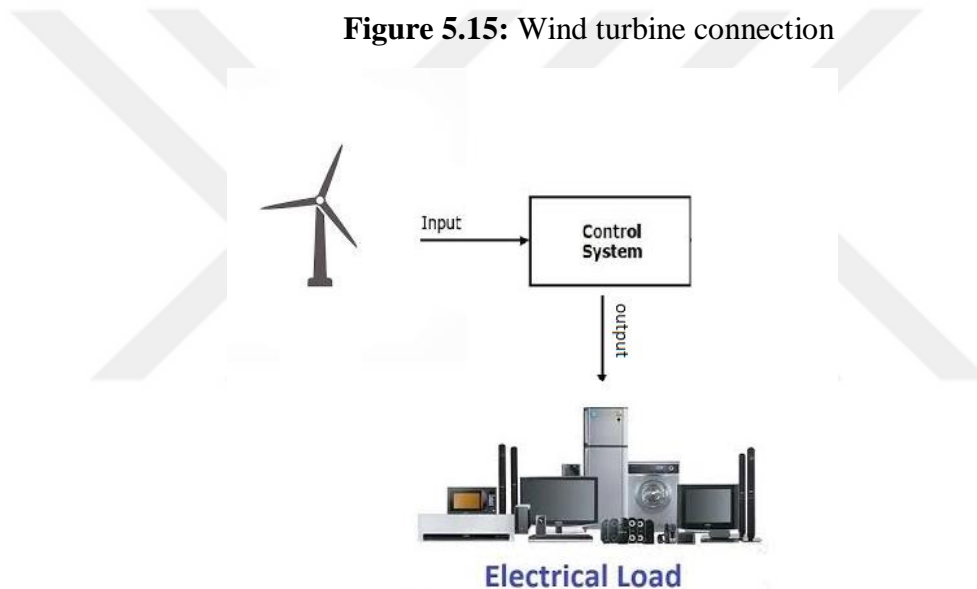 Figure 5.15: Wind turbine connection
Input
Control
System
output
Electrical Load